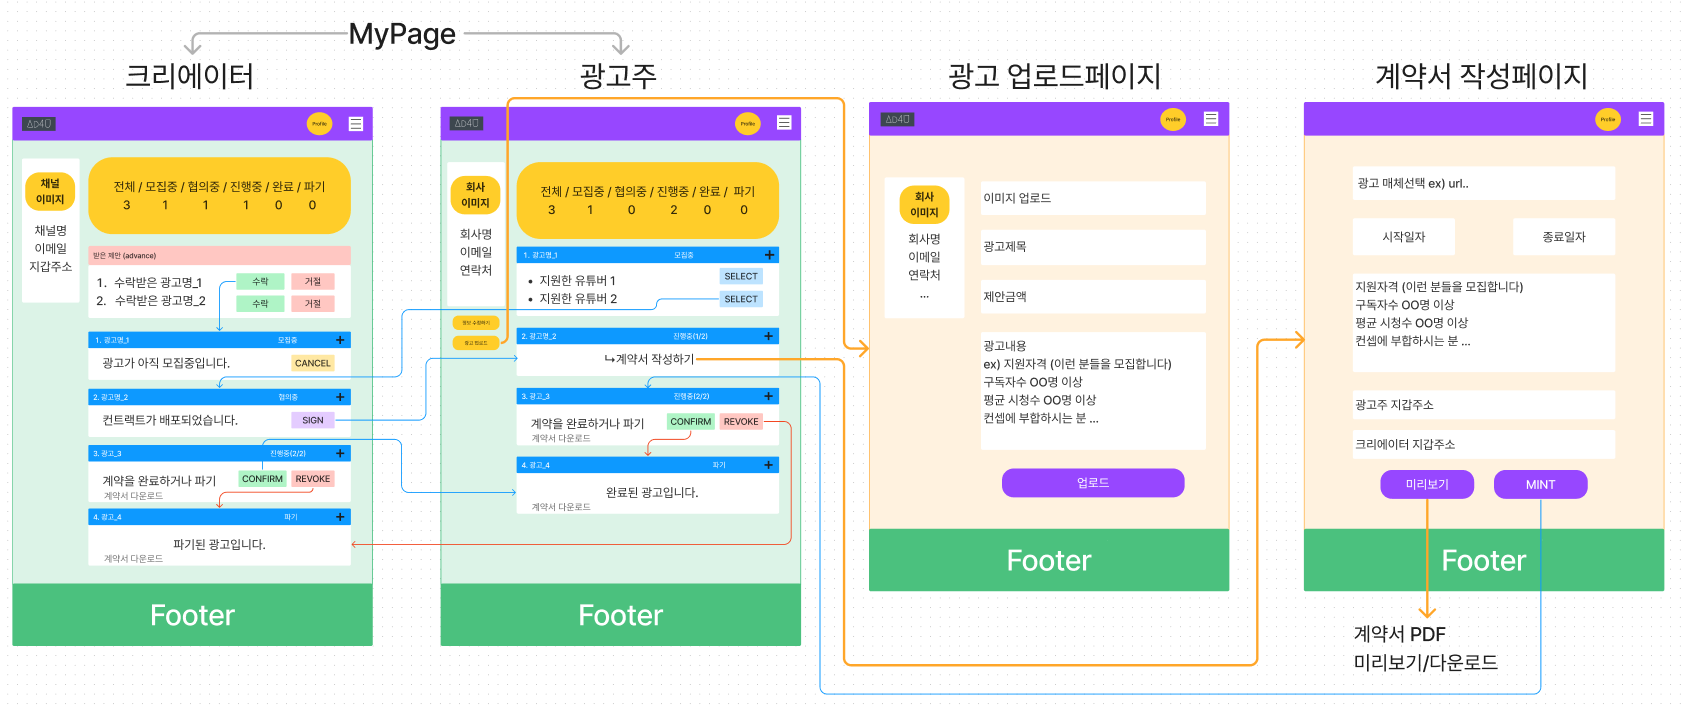 MyPage
크리에이터
AD4U
Profile
채널
이미지
채널명
이메일
지갑주소
전체 / 모집중 / 협의중 / 진행중 / 완료 / 파기
3 1 1 1 0 0
받은 제안 (advance)
1. 수락받은 광고명_1 수락 거절
2. 수락받은 광고명_2 수락 거절
1. 광고명_1 모집중 +
광고가 아직 모집중입니다. CANCEL
2. 광고명_2 협의중 +
컨트랙트가 배포되었습니다. SIGN
3. 광고_3 진행중(2/2) +
계약을 완료하거나 파기 CONFIRM REVOKE
계약서 다운로드
4. 광고_4 파기 +
파기된 광고입니다.
계약서 다운로드
Footer
광고주
AD4U
Profile
회사
이미지
회사명
이메일
연락처
정보 수정하기
광고 업로드
전체 / 모집중 / 협의중 / 진행중 / 완료 / 파기
3 1 0 2 0 0
1. 광고명_1 모집중 +
• 지원한 유튜버 1 SELECT
• 지원한 유튜버 2 SELECT
2. 광고명_2 진행중(1/2) +
↳계약서 작성하기
3. 광고_3 진행중(2/2) +
계약을 완료하거나 파기 CONFIRM REVOKE
계약서 다운로드
4. 광고_4 파기 +
완료된 광고입니다.
계약서 다운로드
Footer
광고 업로드페이지
AD4U
Profile
회사
이미지
회사명
이메일
연락처
...
이미지 업로드
광고제목
제안금액
광고내용
ex) 지원자격 (이런 분들을 모집합니다)
구독자수 OO명 이상
평균 시청수 OO명 이상
컨셉에 부합하시는 분 ...
업로드
Footer
계약서 작성페이지
Profile
광고 매체선택 ex) url..
시작일자 종료일자
지원자격 (이런 분들을 모집합니다)
구독자수 OO명 이상
평균 시청수 OO명 이상
컨셉에 부합하시는 분 ...
광고주 지갑주소
크리에이터 지갑주소
미리보기 MINT
Footer
계약서 PDF
미리보기/다운로드